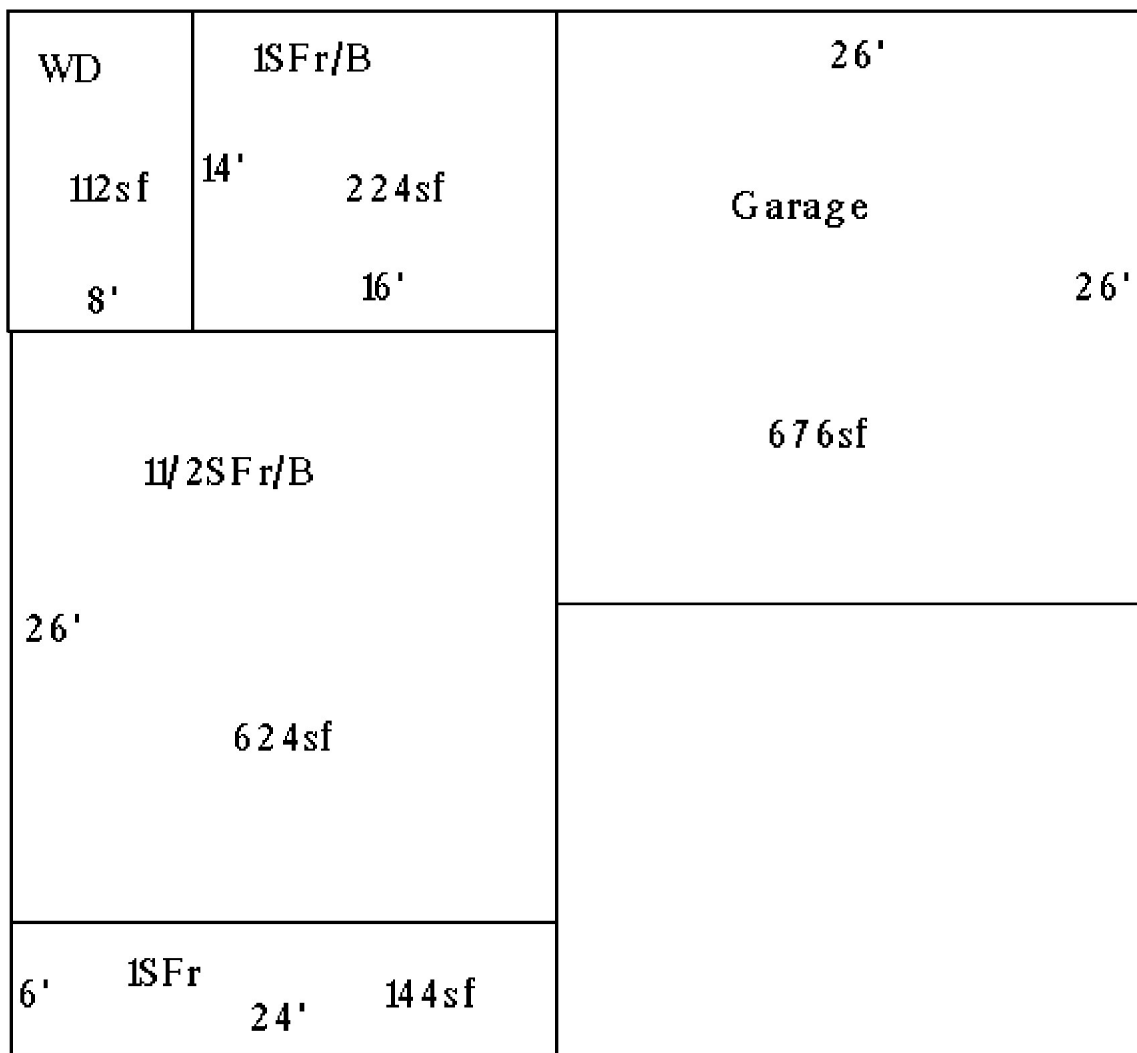 WD
112sf
8'
1SFr/B
14'
224sf
16'
26'
Garage
26'
676sf
11/2SFr/B
26'
624sf
6'
1SFr
24'
144sf